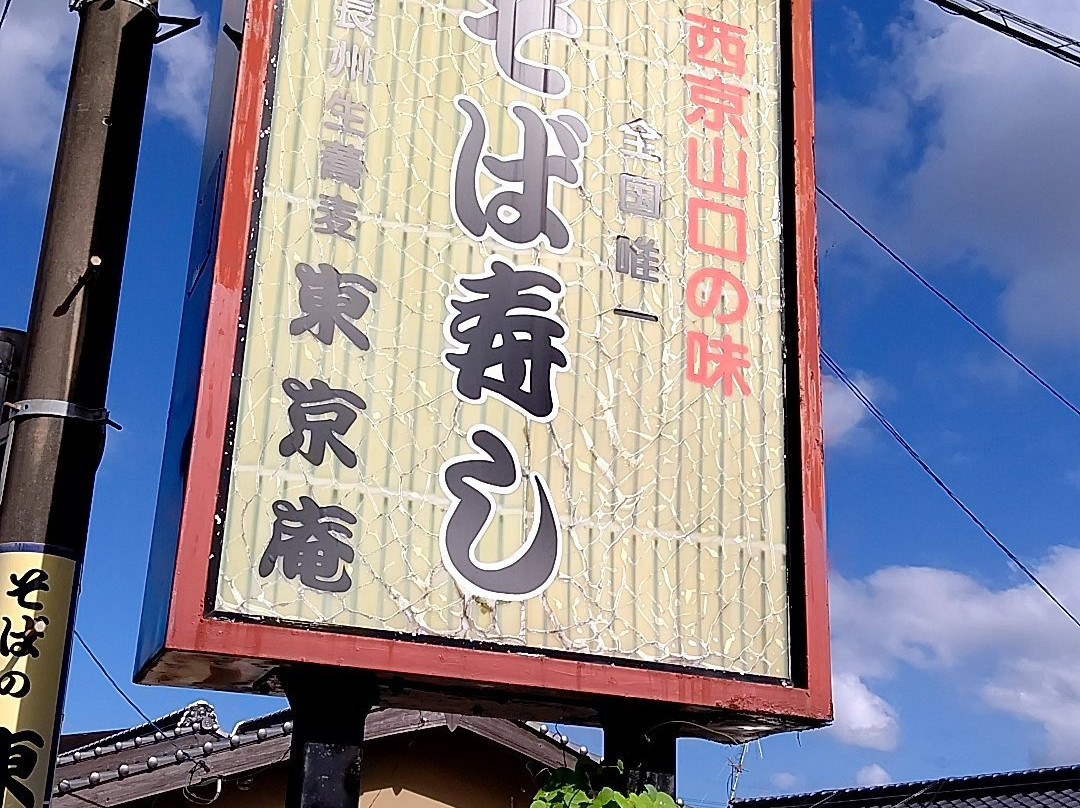 西京山口の味
全国唯一
そば寿し
長州生蕎麦
東京庵
そばの東